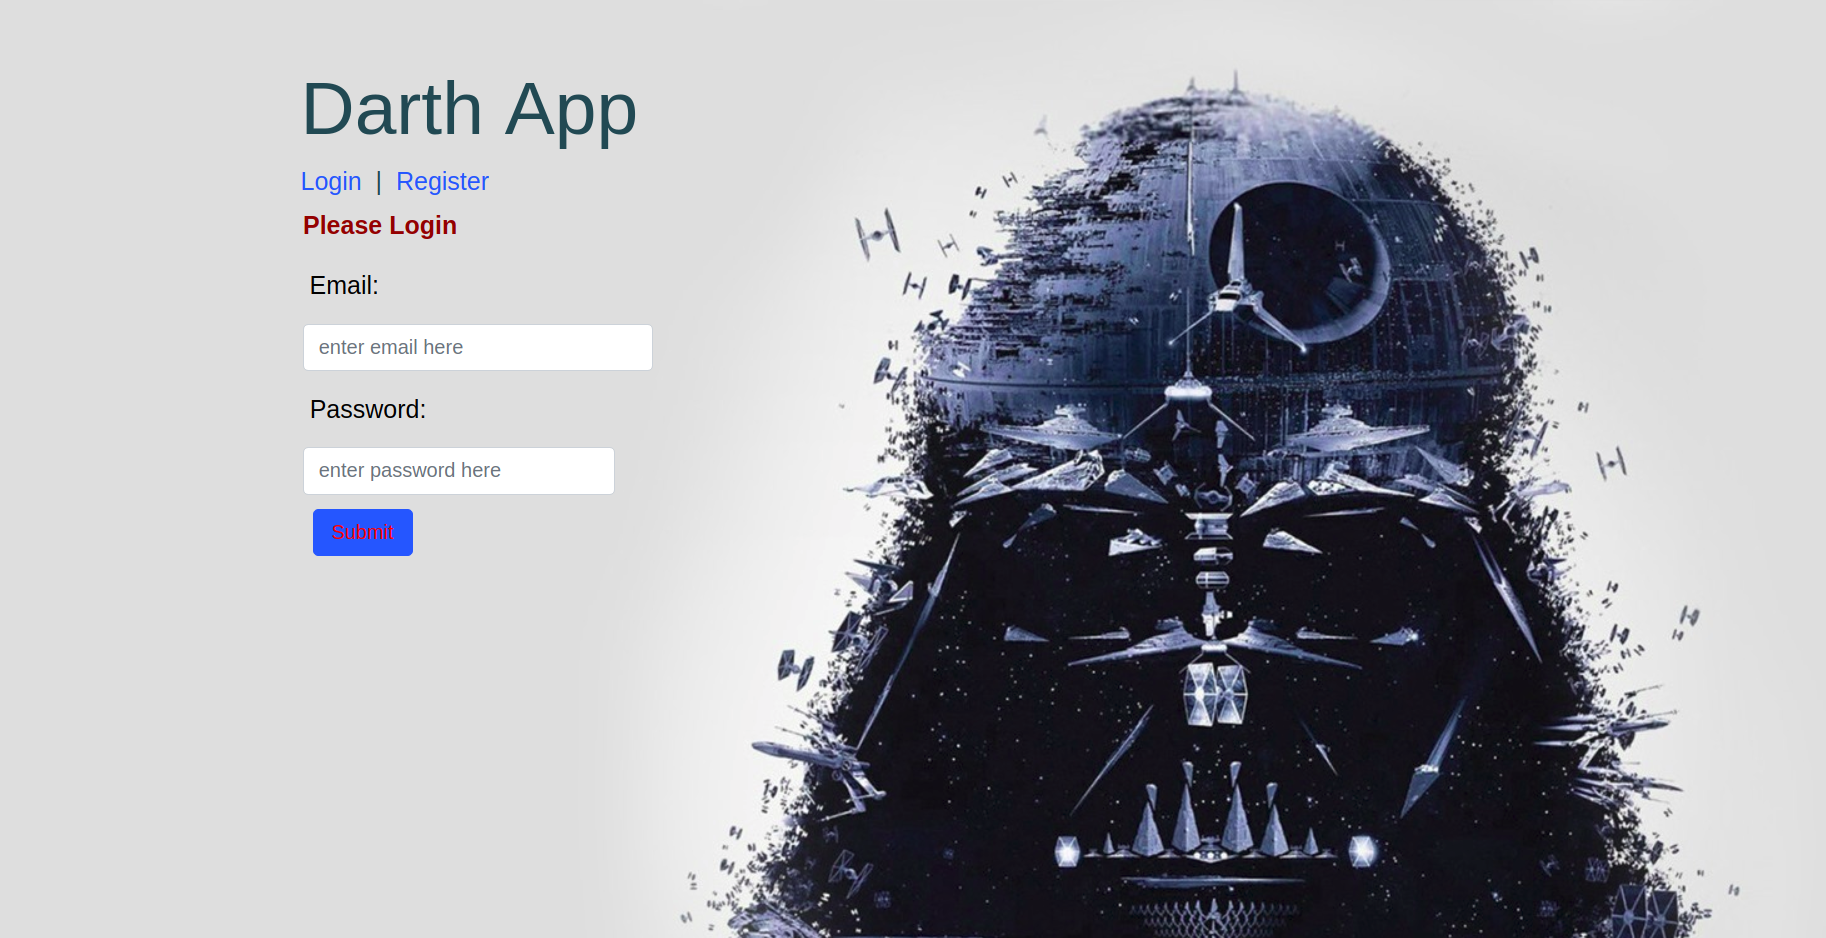 Darth App
Login | Register
Please Login
Email:
enter email here
Password:
enter password here
Submit